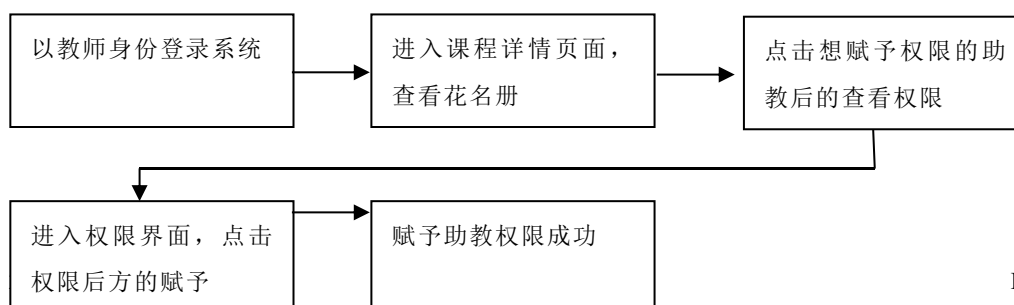 以教师身份登录系统
进入课程详情页面，
查看花名册
点击想赋予权限的助
教后的查看权限
进入权限界面，点击
权限后方的赋予
赋予助教权限成功